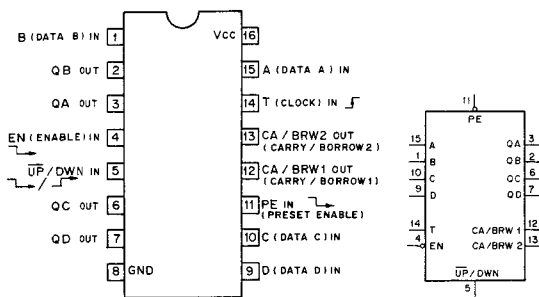 B (DATA B) IN 1
QB OUT 2
QA OUT 3
EN (ENABLE) IN 4
UP/DWN IN 5
QC OUT 6
QD OUT 7
8 GND
VCC 16
15 A (DATA A) IN
14 T (CLOCK) IN
13 CA/BRW2 OUT
(CARRY/BORROW2)
12 CA/BRW1 OUT
(CARRY/BORROW1)
11 PE IN
(PRESET ENABLE)
10 C (DATA C) IN
9 D (DATA D) IN
11
PE
15 A QA 3
1 B QB 2
10 C QC 6
9 D QD 7
14 T CA/BRW 1 12
4 EN CA/BRW 2 13
UP/DWN
5